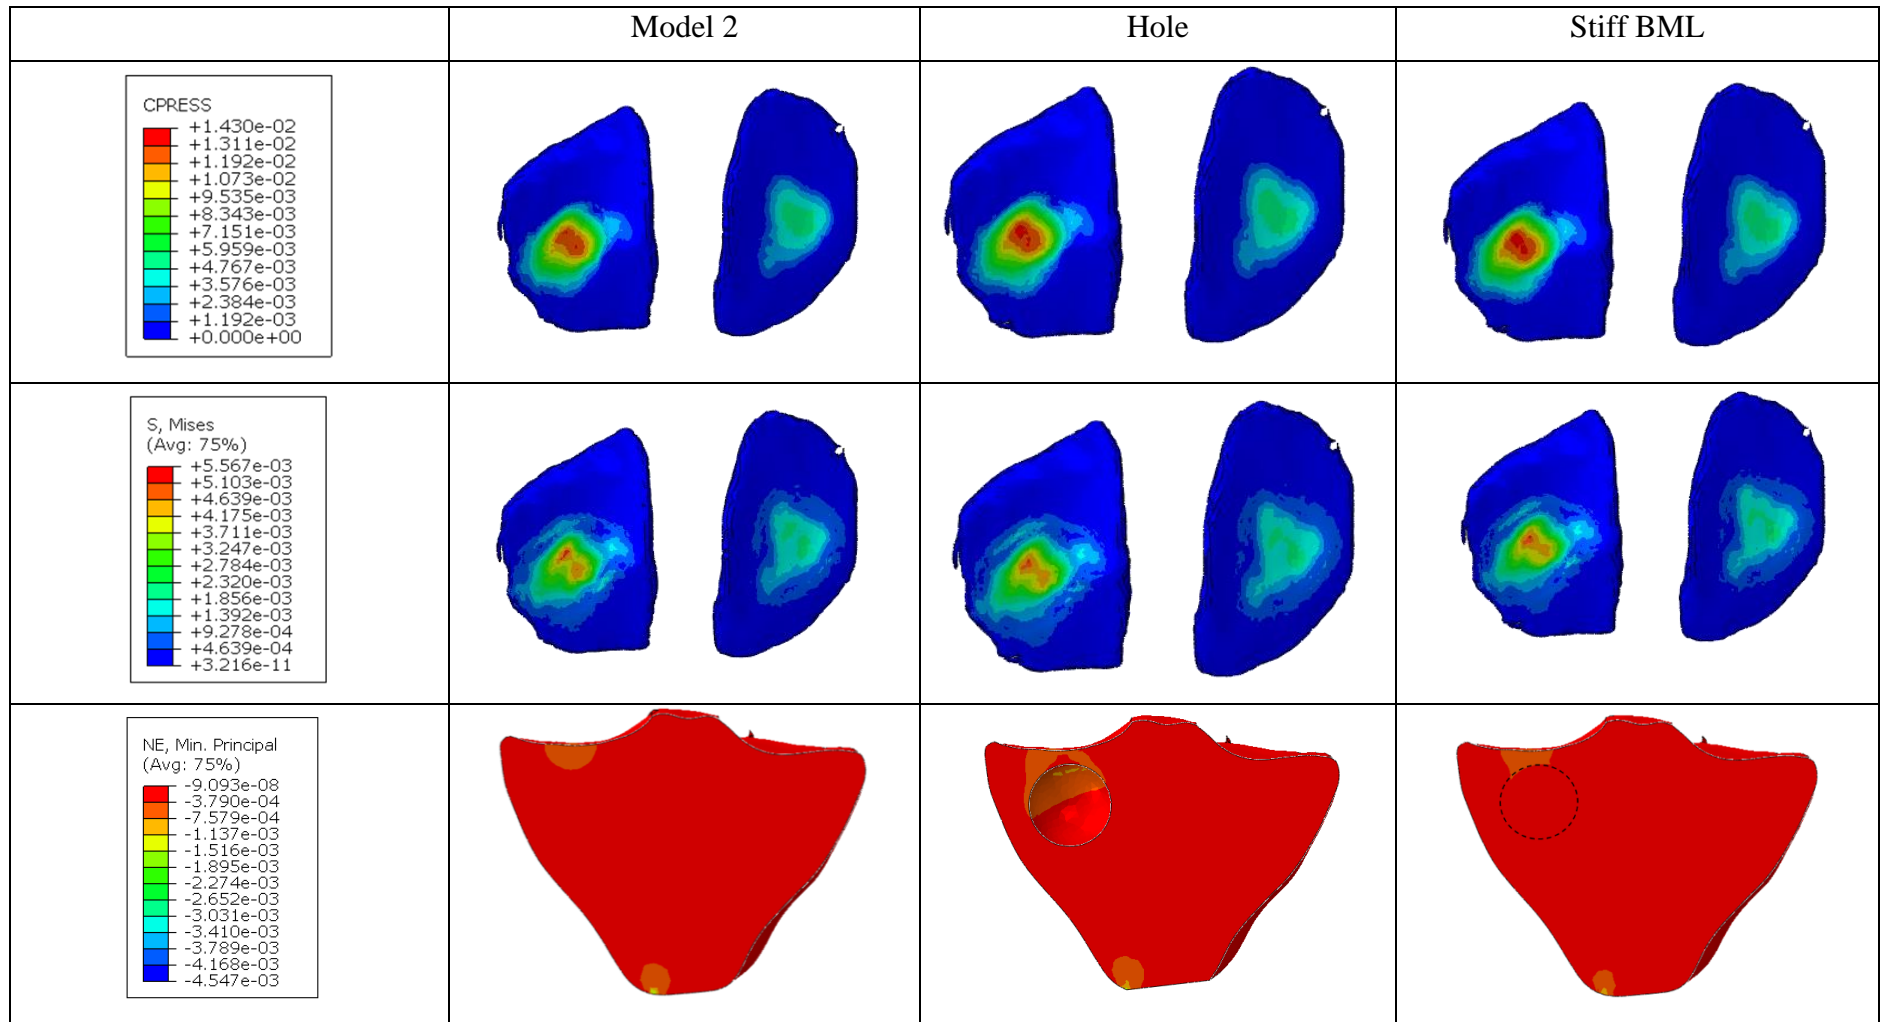 Model 2
Hole
Stiff BML
CPRESS
+1.430e-02
+1.311e-02
+1.192e-02
+1.073e-02
+9.535e-03
+8.343e-03
+7.151e-03
+5.959e-03
+4.767e-03
+3.576e-03
+2.384e-03
+1.192e-03
+0.000e+00
S, Mises
(Avg: 75%)
+5.567e-03
+5.103e-03
+4.639e-03
+4.175e-03
+3.711e-03
+3.247e-03
+2.784e-03
+2.320e-03
+1.856e-03
+1.392e-03
+9.278e-04
+4.639e-04
+3.216e-11
NE, Min. Principal
(Avg: 75%)
-9.093e-08
-3.790e-04
-7.579e-04
-1.137e-03
-1.516e-03
-1.895e-03
-2.274e-03
-2.652e-03
-3.031e-03
-3.410e-03
-3.789e-03
-4.168e-03
-4.547e-03